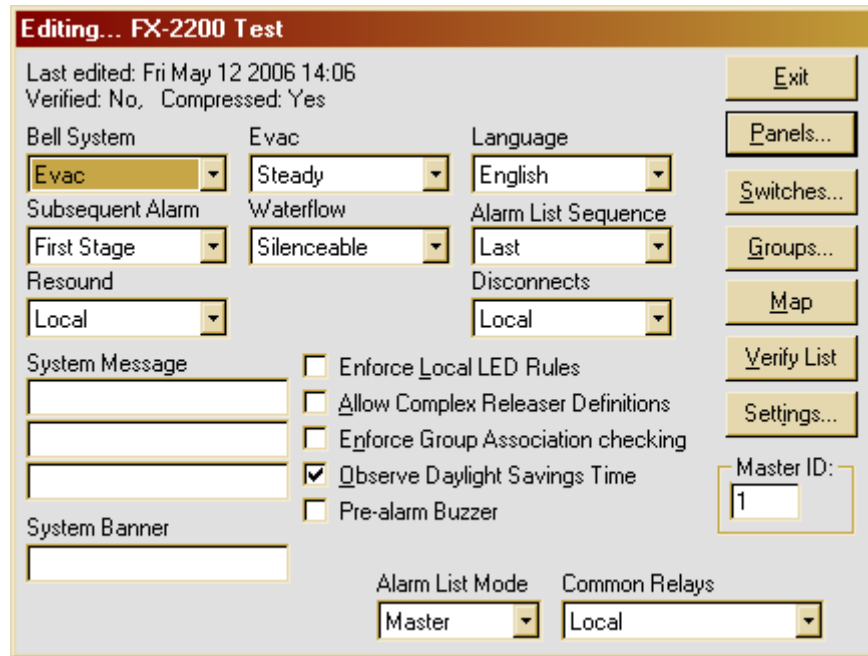 Editing... FX-2200 Test
Last edited: Fri May 12 2006 14:06
Verified: No, Compressed: Yes
Exit
Bell System Evac Language
Panels...
Evac Steady English
Switches...
Subsequent Alarm Waterflow Alarm List Sequence
First Stage Silenceable Last
Groups...
Resound Disconnects
Map
Local Local
System Message
Enforce Local LED Rules
Verify List
Allow Complex Releaser Definitions
Settings...
Enforce Group Association checking
Observe Daylight Savings Time
Master ID:
1
Pre-alarm Buzzer
System Banner
Alarm List Mode Common Relays
Master Local